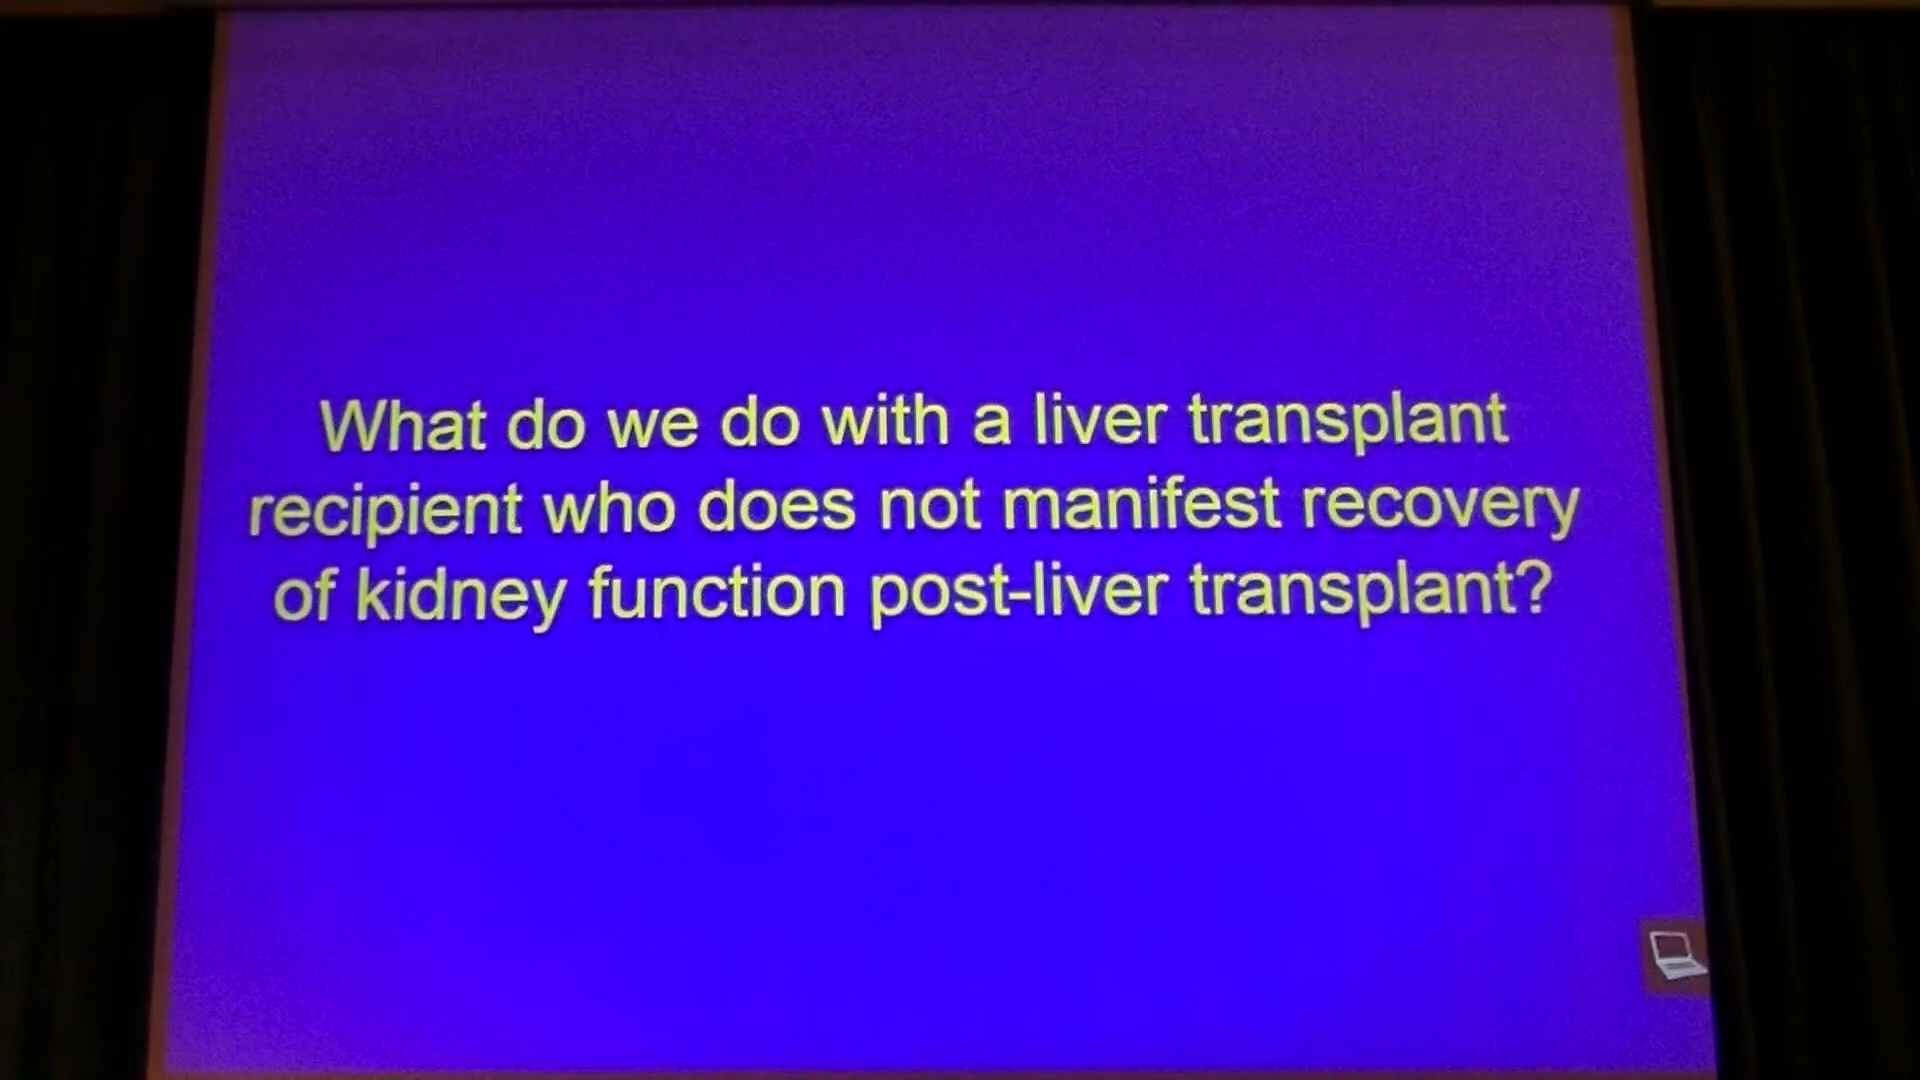 What do we do with a liver transplant
recipient who does not manifest recovery
of kidney function post-liver transplant?